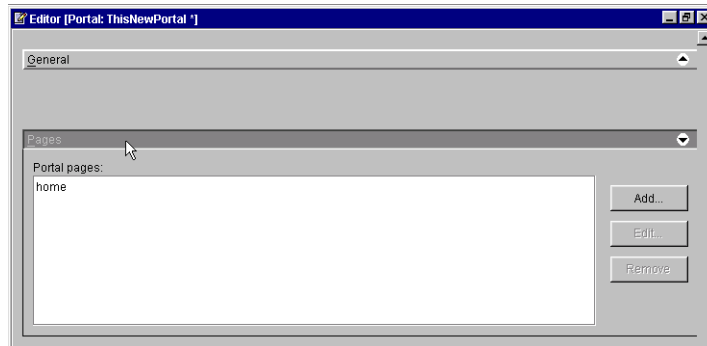 Editor [Portal: ThisNewPortal *]
General
Pages
Portal pages:
home
Add...
Edit...
Remove